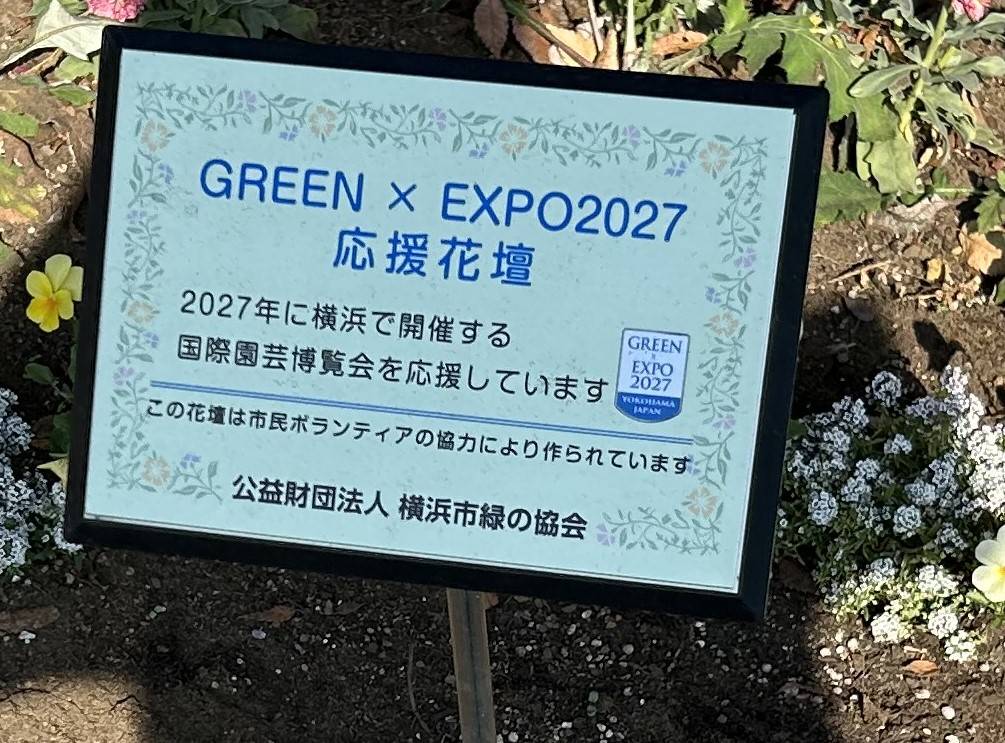 GREEN × EXPO2027
応援花壇
2027年に横浜で開催する
国際園芸博覧会を応援しています
GREEN
×
EXPO
2027
YOKOHAMA
JAPAN
この花壇は市民ボランティアの協力により作られています
公益財団法人 横浜市緑の協会